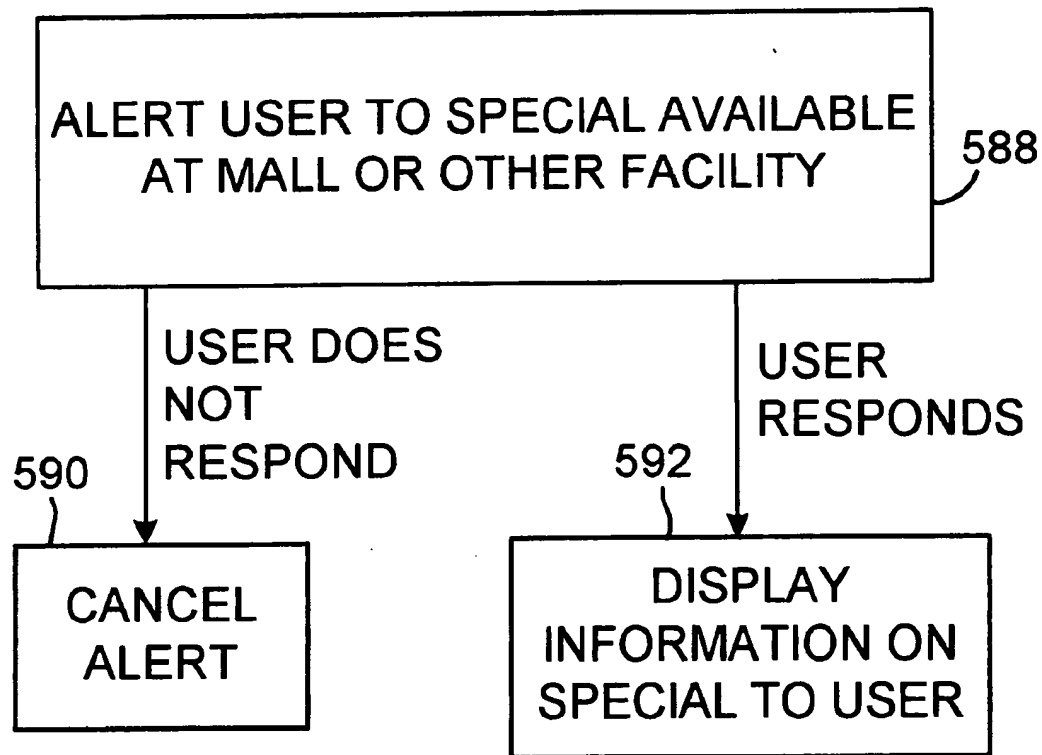 ALERT USER TO SPECIAL AVAILABLE
AT MALL OR OTHER FACILITY
588
USER DOES
NOT
RESPOND
USER
RESPONDS
590
592
CANCEL
ALERT
DISPLAY
INFORMATION ON
SPECIAL TO USER